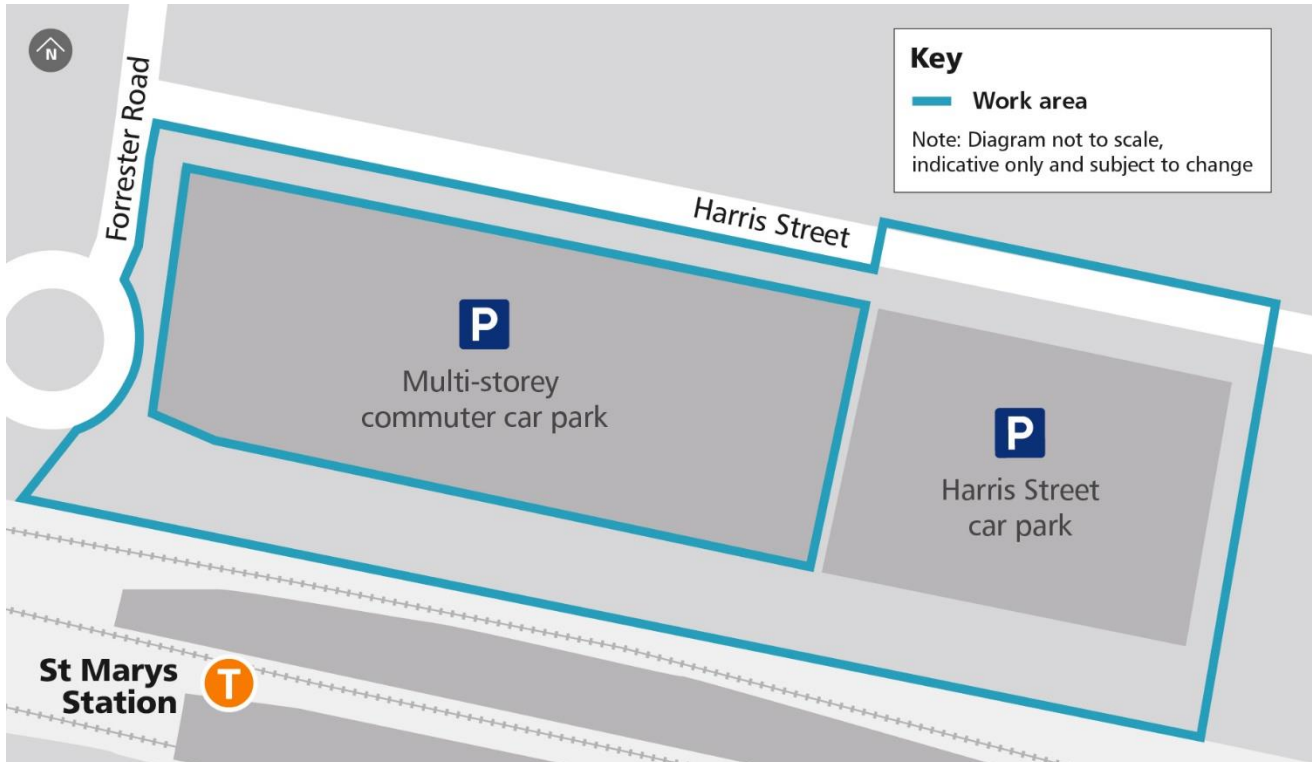 N
Forrester Road
Key
Work area
Note: Diagram not to scale,
indicative only and subject to change
Harris Street
P
Multi-storey
commuter car park
P
Harris Street
car park
St Marys
Station
T